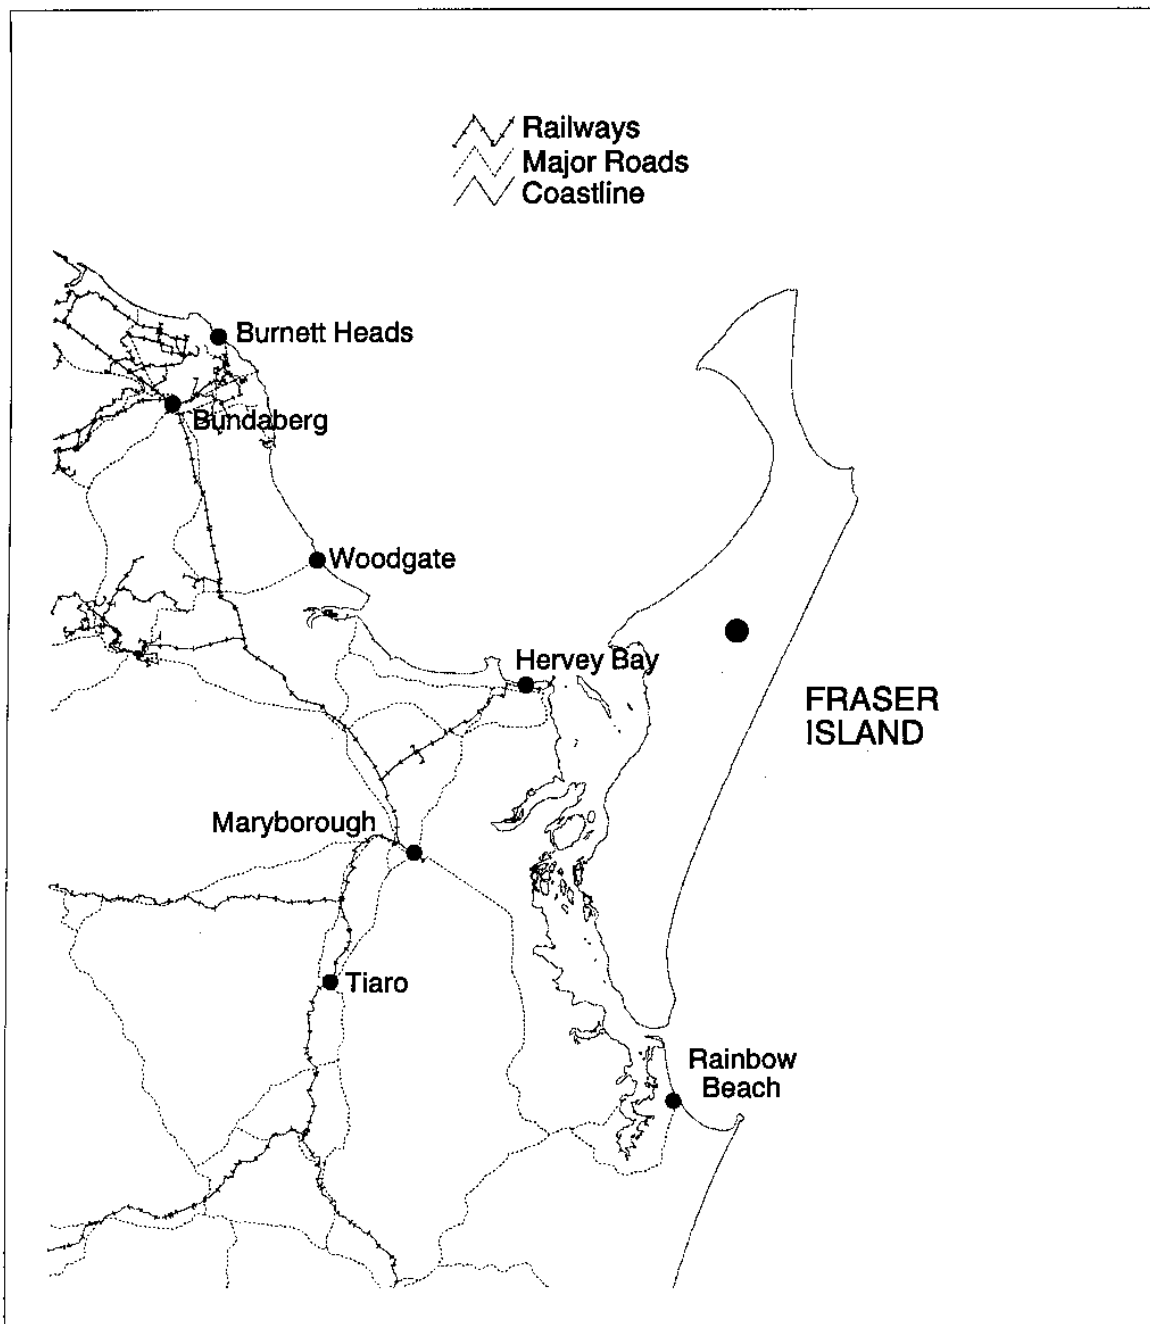 Railways
Major Roads
Coastline
Burnett Heads
Bundaberg
Woodgate
Hervey Bay
FRASER
ISLAND
Maryborough
Tiaro
Rainbow
Beach